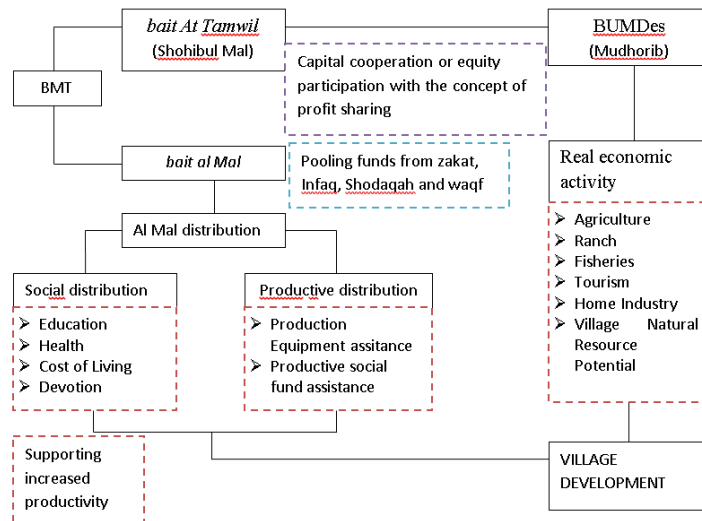 bait At Tamwil
(Shohibul Mal)
BUMDes
(Mudhorib)
Capital cooperation or equity
participation with the concept of
profit sharing
BMT
bait al Mal
Pooling funds from zakat,
Infaq, Shodaqah and waqf
Real economic
activity
Agriculture
Ranch
Fisheries
Tourism
Home Industry
Village Natural
Resource
Potential
Al Mal distribution
Social distribution
Education
Health
Cost of Living
Devotion
Productive distribution
Production
Equipment assitance
Productive social
fund assistance
Supporting
increased
productivity
VILLAGE
DEVELOPMENT